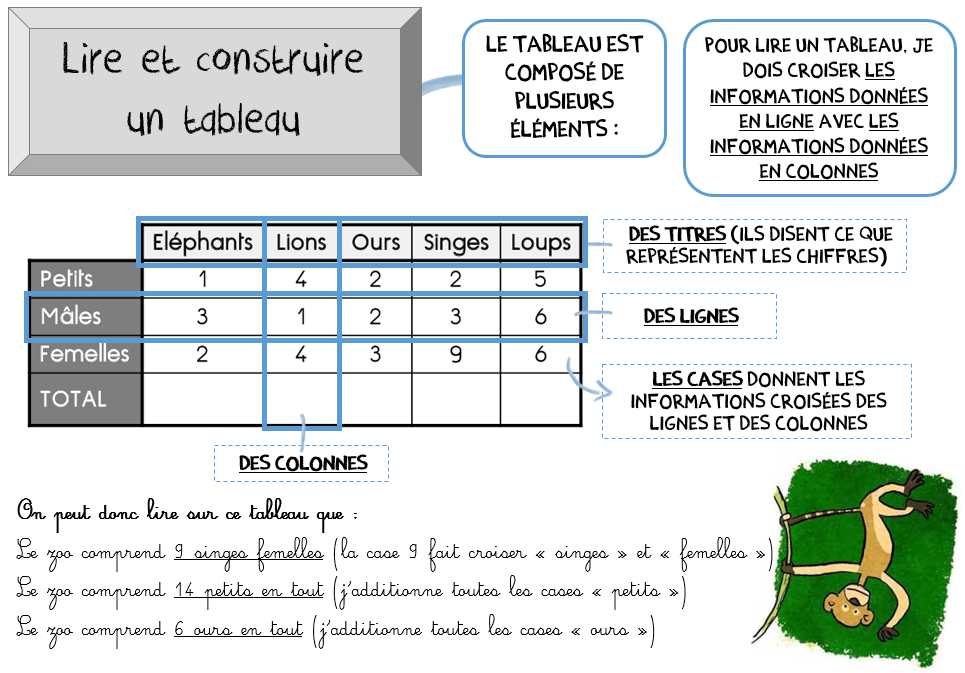 Lire et construire
un tableau
LE TABLEAU EST
COMPOSÉ DE
PLUSIEURS
ÉLÉMENTS :
POUR LIRE UN TABLEAU, JE
DOIS CROISER LES
INFORMATIONS DONNÉES
EN LIGNE AVEC LES
INFORMATIONS DONNÉES
EN COLONNES
Eléphants Lions Ours Singes Loups
Petits 1 4 2 2 5
Mâles 3 1 2 3 6
Femelles 2 4 3 9 6
TOTAL
DES TITRES (ILS DISENT CE QUE
REPRÉSENTENT LES CHIFFRES)
DES LIGNES
LES CASES DONNENT LES
INFORMATIONS CROISÉES DES
LIGNES ET DES COLONNES
DES COLONNES
On peut donc lire sur ce tableau que :
Le zoo comprend 9 singes femelles (la case 9 fait croiser « singes » et « femelles »)
Le zoo comprend 14 petits en tout (j'additionne toutes les cases « petits »)
Le zoo comprend 6 ours en tout (j'additionne toutes les cases « ours »)